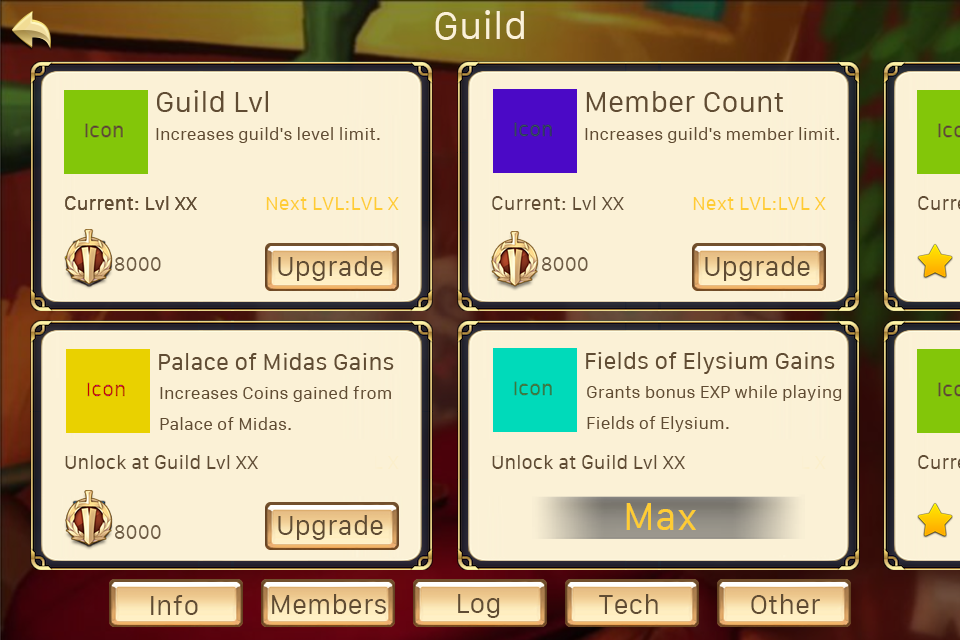 Guild
Icon
Guild Lvl
Increases guild's level limit.
Current: Lvl XX
Next LVL:LVL X
8000
Upgrade
Icon
Member Count
Increases guild's member limit.
Current: Lvl XX
Next LVL:LVL X
8000
Upgrade
Icon
Palace of Midas Gains
Increases Coins gained from
Palace of Midas.
Unlock at Guild Lvl XX
8000
Upgrade
Icon
Fields of Elysium Gains
Grants bonus EXP while playing
Fields of Elysium.
Unlock at Guild Lvl XX
Max
Info
Members
Log
Tech
Other